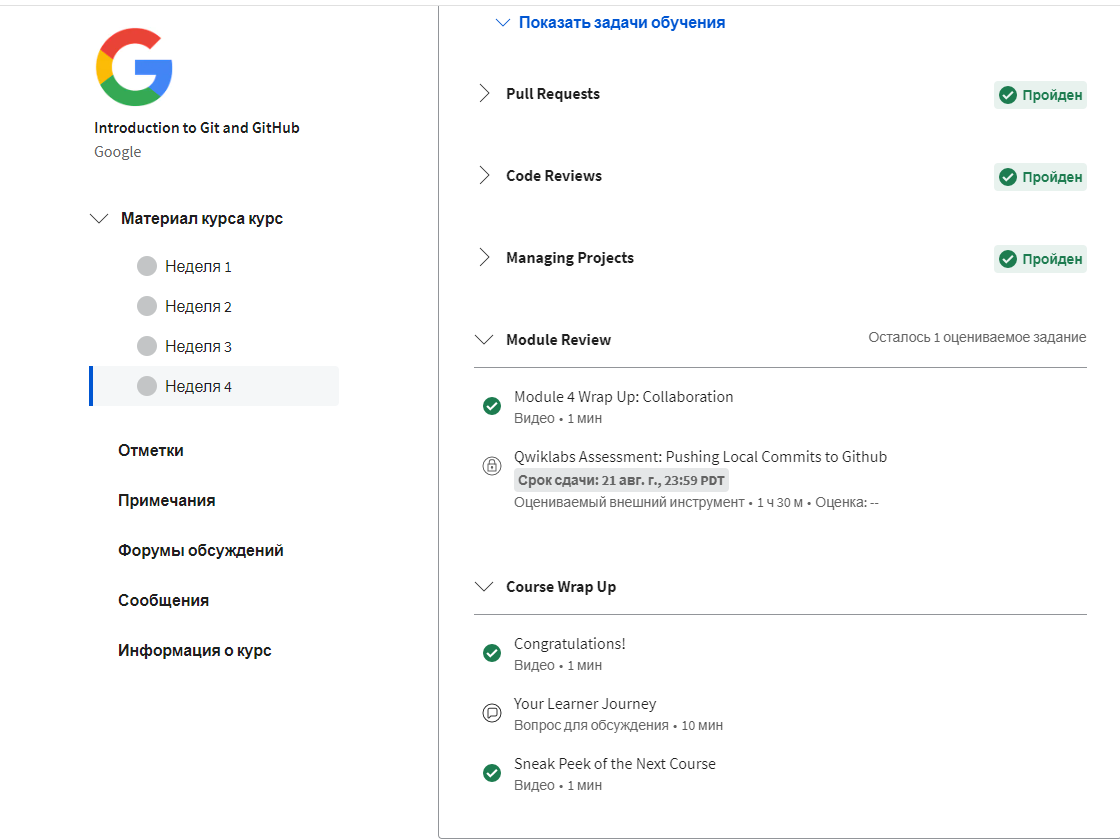 Introduction to Git and GitHub
Google
Материал курса курс
Неделя 1
Неделя 2
Неделя 3
Неделя 4
Отметки
Примечания
Форумы обсуждений
Сообщения
Информация о курс
Показать задачи обучения
Pull Requests
Пройден
Code Reviews
Пройден
Managing Projects
Пройден
Module Review
Осталось 1 оцениваемое задание
Module 4 Wrap Up: Collaboration
Видео • 1 мин
Qwiklabs Assessment: Pushing Local Commits to Github
Срок сдачи: 21 авг. г., 23:59 PDT
Оцениваемый внешний инструмент • 1 ч 30 м • Оценка: --
Course Wrap Up
Congratulations!
Видео • 1 мин
Your Learner Journey
Вопрос для обсуждения • 10 мин
Sneak Peek of the Next Course
Видео • 1 мин